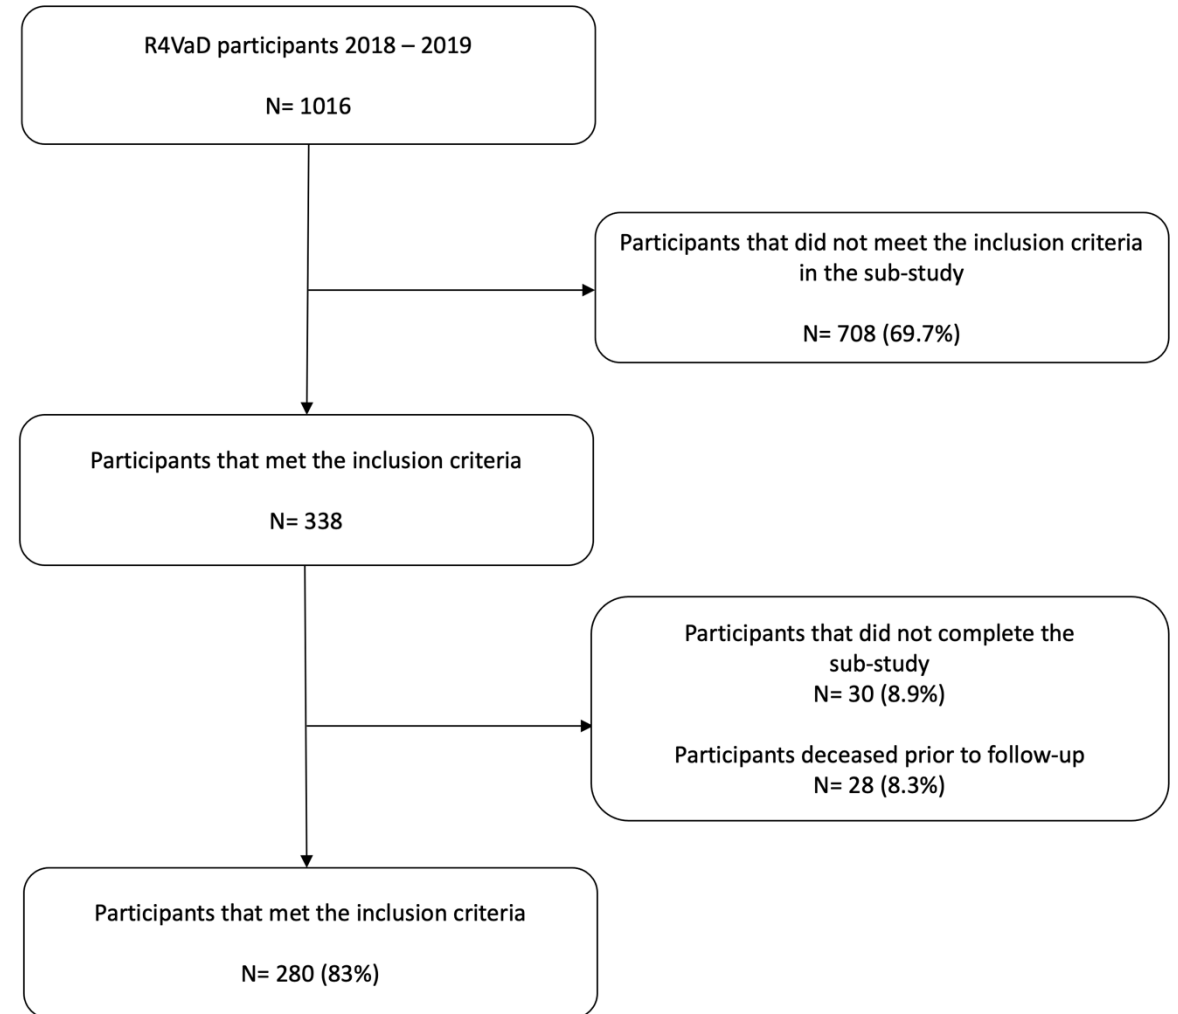 R4VaD participants 2018 – 2019
N= 1016
Participants that did not meet the inclusion criteria
in the sub-study
N= 708 (69.7%)
Participants that met the inclusion criteria
N= 338
Participants that did not complete the
sub-study
N= 30 (8.9%)
Participants deceased prior to follow-up
N= 28 (8.3%)
Participants that met the inclusion criteria
N= 280 (83%)